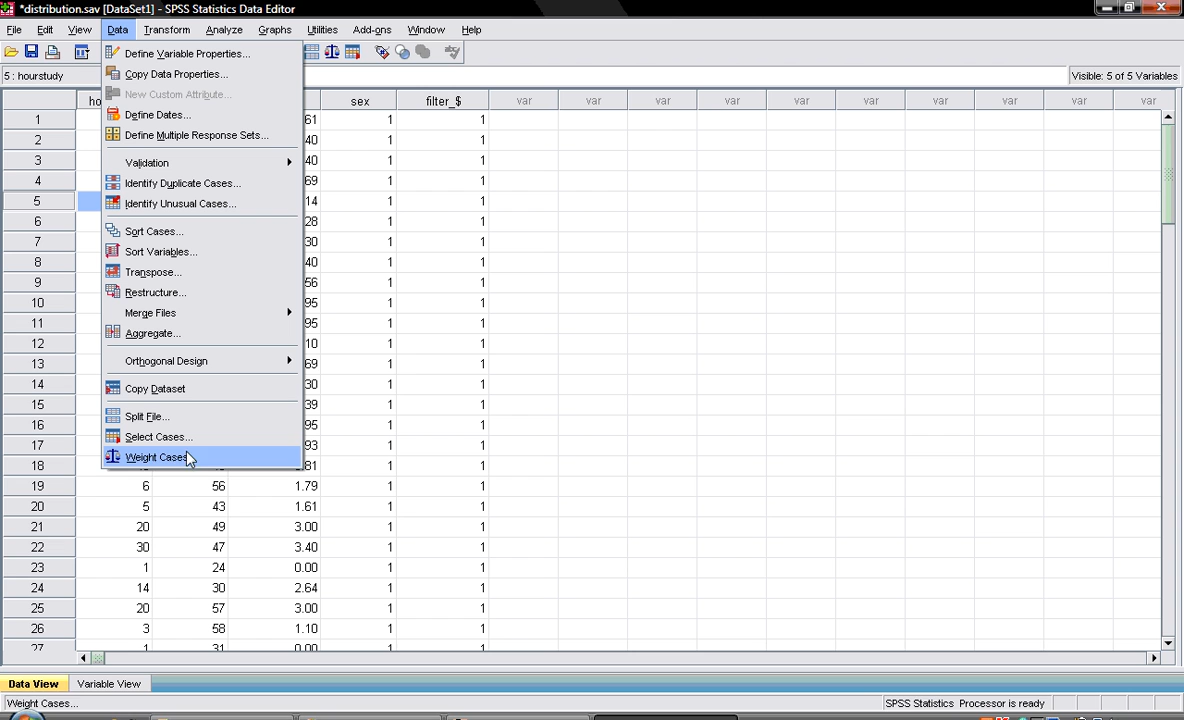 *distribution.sav [DataSet1] - SPSS Statistics Data Editor
File Edit View Data Transform Analyze Graphs Utilities Add-ons Window Help
5 : hourstudy Visible: 5 of 5 Variables
Define Variable Properties...
Copy Data Properties...
New Custom Attribute...
Define Dates...
Define Multiple Response Sets...
Validation
Identify Duplicate Cases...
Identify Unusual Cases...
Sort Cases...
Sort Variables...
Transpose...
Restructure...
Merge Files
Aggregate...
Orthogonal Design
Copy Dataset
Split File...
Select Cases...
Weight Cases
ho sex filter_$ var var var var var var var var var var
1 61 1 1
2 40 1 1
3 40 1 1
4 69 1 1
5 14 1 1
6 28 1 1
7 30 1 1
8 40 1 1
9 56 1 1
10 95 1 1
11 95 1 1
12 10 1 1
13 69 1 1
14 30 1 1
15 39 1 1
16 95 1 1
17 93 1 1
18 .81 1 1
19 6 56 1.79 1 1
20 5 43 1.61 1 1
21 20 49 3.00 1 1
22 30 47 3.40 1 1
23 1 24 0.00 1 1
24 14 30 2.64 1 1
25 20 57 3.00 1 1
26 3 58 1.10 1 1
27 1 31 0.00 1 1
Data View Variable View
Weight Cases... SPSS Statistics Processor is ready